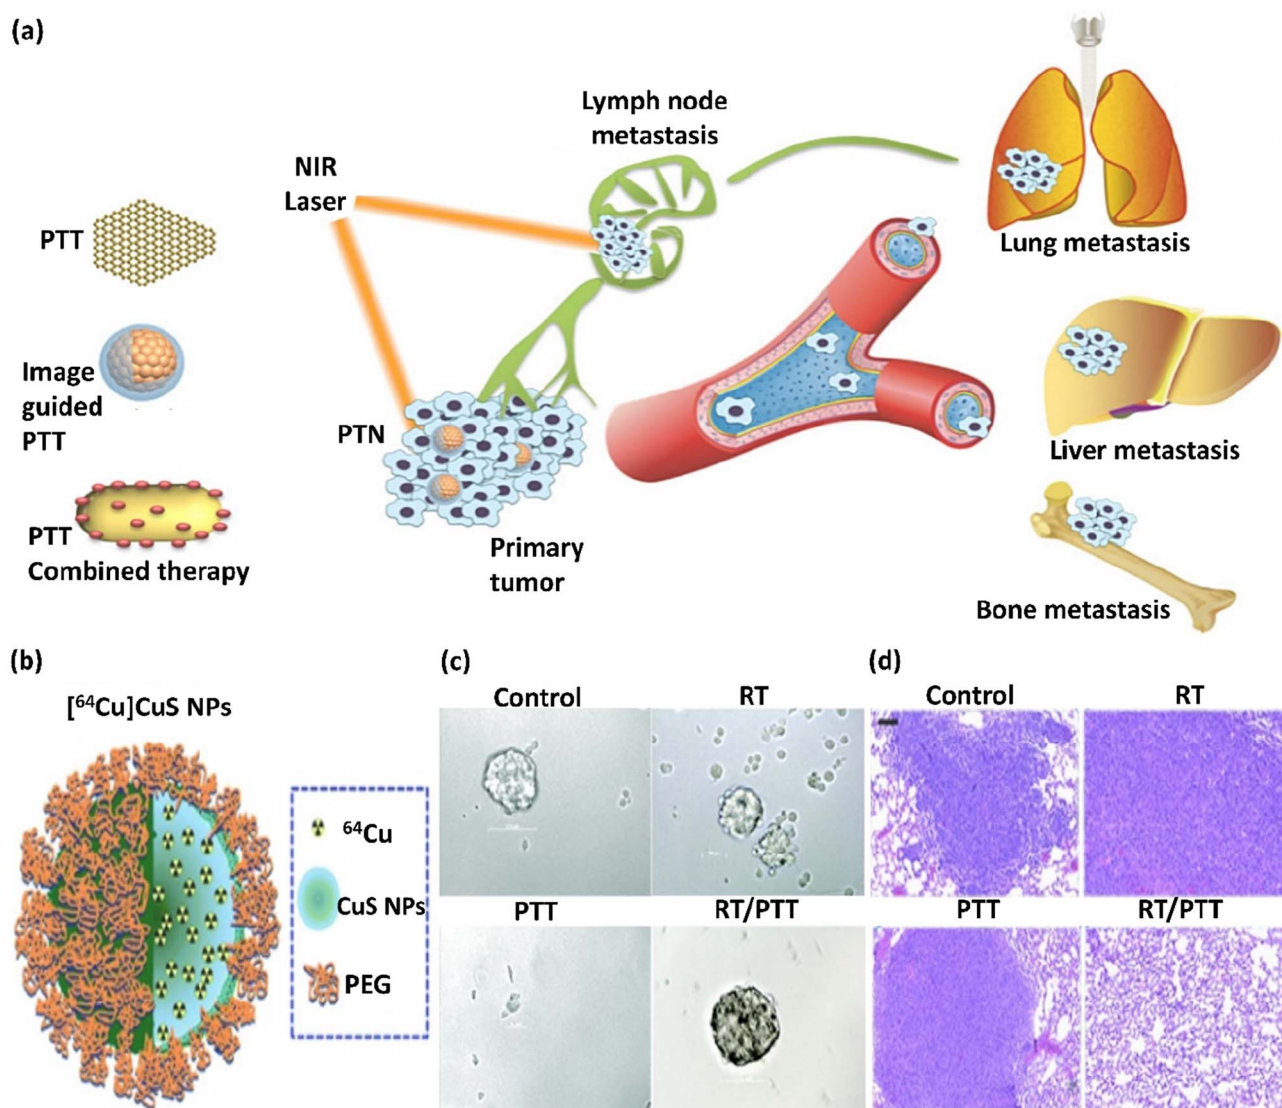 (a)
Lymph node
metastasis
NIR
Laser
PTT
Lung metastasis
Image
guided
PTT
PTN
Liver metastasis
PTT
Combined therapy
Primary
tumor
Bone metastasis
(b)
[⁶⁴Cu]CuS NPs
⁶⁴Cu
CuS NPs
PEG
(c)
Control
RT
PTT
RT/PTT
(d)
Control
RT
PTT
RT/PTT